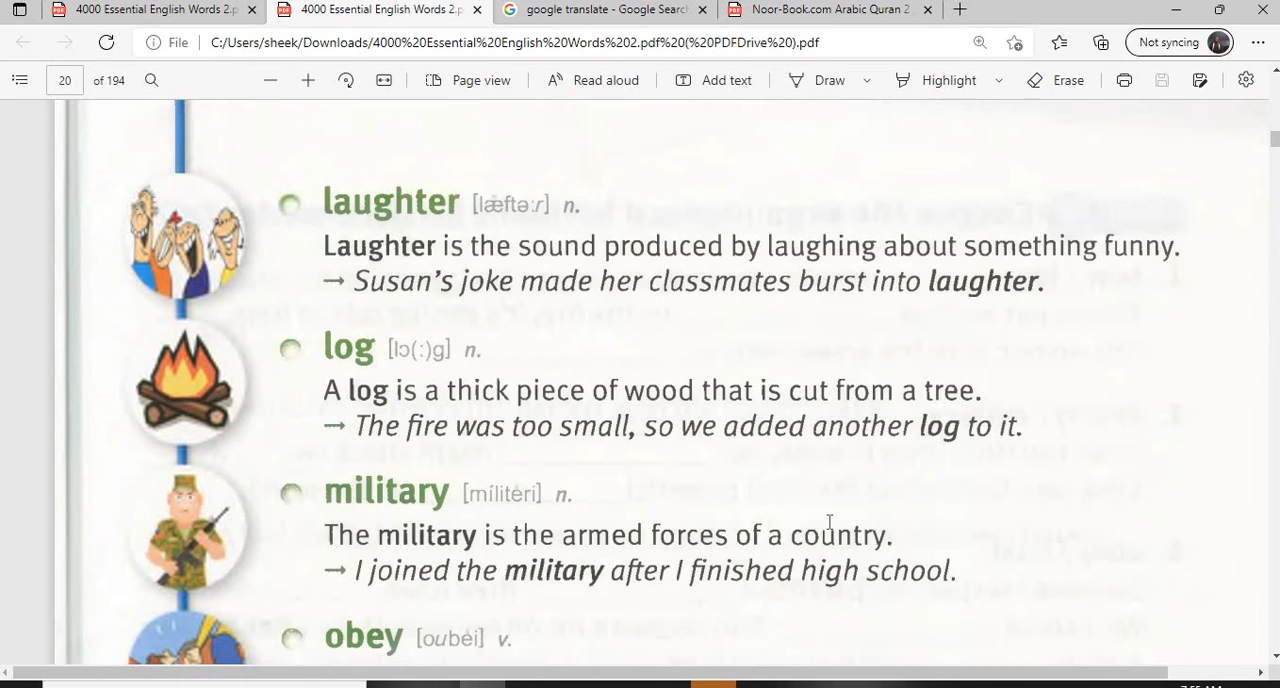 4000 Essential English Words 2.p
4000 Essential English Words 2.p
google translate - Google Search
Noor-Book.com Arabic Quran 2
File
C:/Users/sheek/Downloads/4000%20Essential%20English%20Words%202.pdf%20(%20PDFDrive%20).pdf
Not syncing
20 of 194
Page view
Read aloud
Add text
Draw
Highlight
Erase
laughter [lǽftəːr] n.
Laughter is the sound produced by laughing about something funny.
→ Susan's joke made her classmates burst into laughter.
log [lɔ(ː)g] n.
A log is a thick piece of wood that is cut from a tree.
→ The fire was too small, so we added another log to it.
military [mílitèri] n.
The military is the armed forces of a country.
→ I joined the military after I finished high school.
obey [oubéi] v.